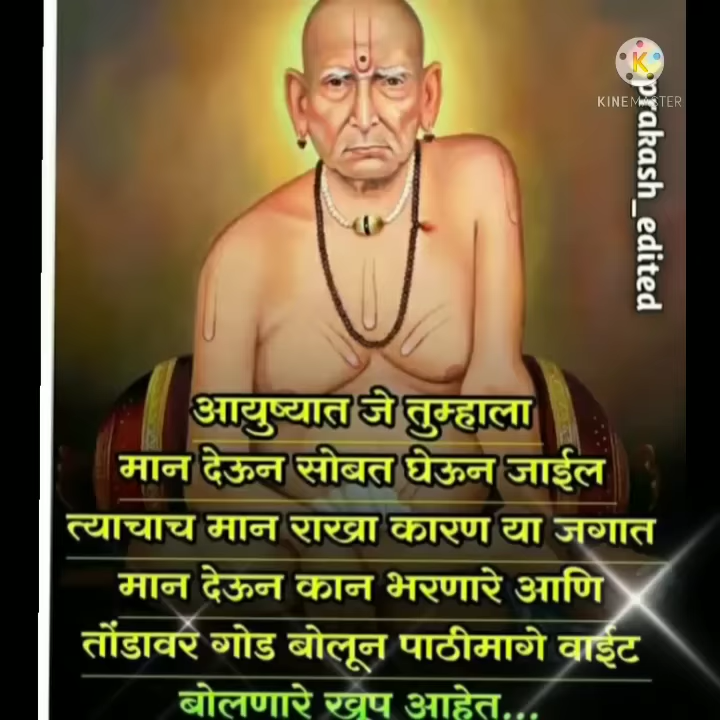 KINEMASTER
prakash_edited
आयुष्यात जे तुम्हाला
मान देऊन सोबत घेऊन जाईल
त्याचाच मान राखा कारण या जगात
मान देऊन कान भरणारे आणि
तोंडावर गोड बोलून पाठीमागे वाईट
बोलणारे खूप आहेत...